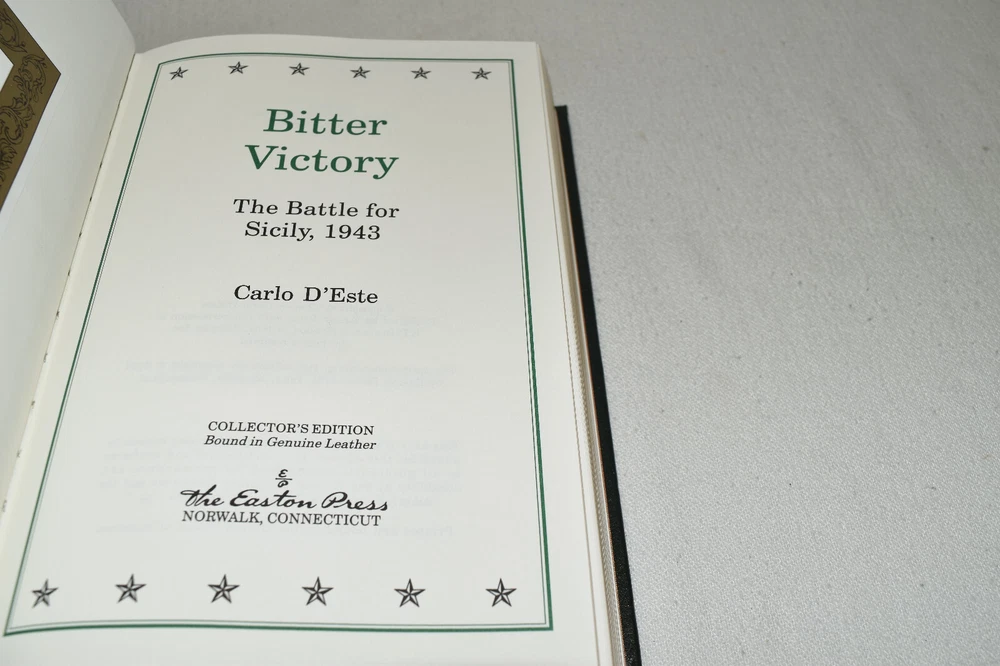 Bitter
Victory
The Battle for
Sicily, 1943
Carlo D'Este
COLLECTOR'S EDITION
Bound in Genuine Leather
The Easton Press
NORWALK, CONNECTICUT